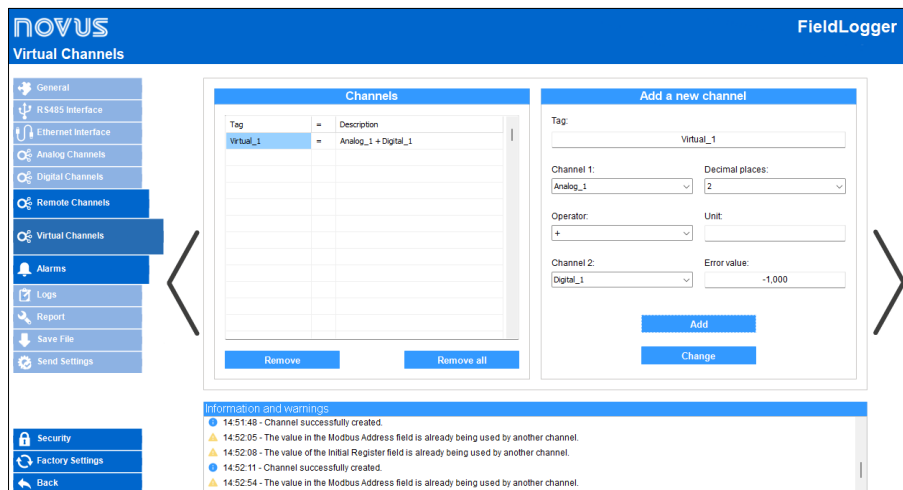 NOVUS
FieldLogger
Virtual Channels
General
RS485 Interface
Ethernet Interface
Analog Channels
Digital Channels
Remote Channels
Virtual Channels
Alarms
Logs
Report
Save File
Send Settings
Security
Factory Settings
Back
Channels
Tag = Description
Virtual_1 = Analog_1 + Digital_1
Remove Remove all
Add a new channel
Tag:
Virtual_1
Channel 1: Decimal places:
Analog_1 2
Operator: Unit:
+
Channel 2: Error value:
Digital_1 -1,000
Add
Change
Information and warnings
14:51:48 - Channel successfully created.
14:52:05 - The value in the Modbus Address field is already being used by another channel.
14:52:08 - The value of the Initial Register field is already being used by another channel.
14:52:11 - Channel successfully created.
14:52:54 - The value in the Modbus Address field is already being used by another channel.